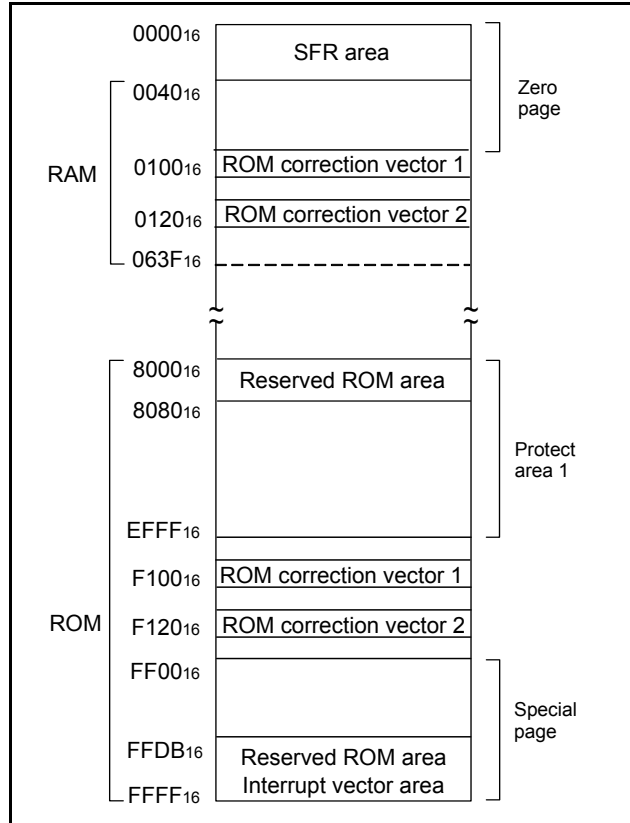 0000₁₆
SFR area
0040₁₆
Zero
page
RAM
0100₁₆
ROM correction vector 1
0120₁₆
ROM correction vector 2
063F₁₆
≈ ≈
8000₁₆
Reserved ROM area
8080₁₆
Protect
area 1
EFFF₁₆
F100₁₆
ROM correction vector 1
ROM
F120₁₆
ROM correction vector 2
FF00₁₆
Special
page
FFDB₁₆
Reserved ROM area
Interrupt vector area
FFFF₁₆